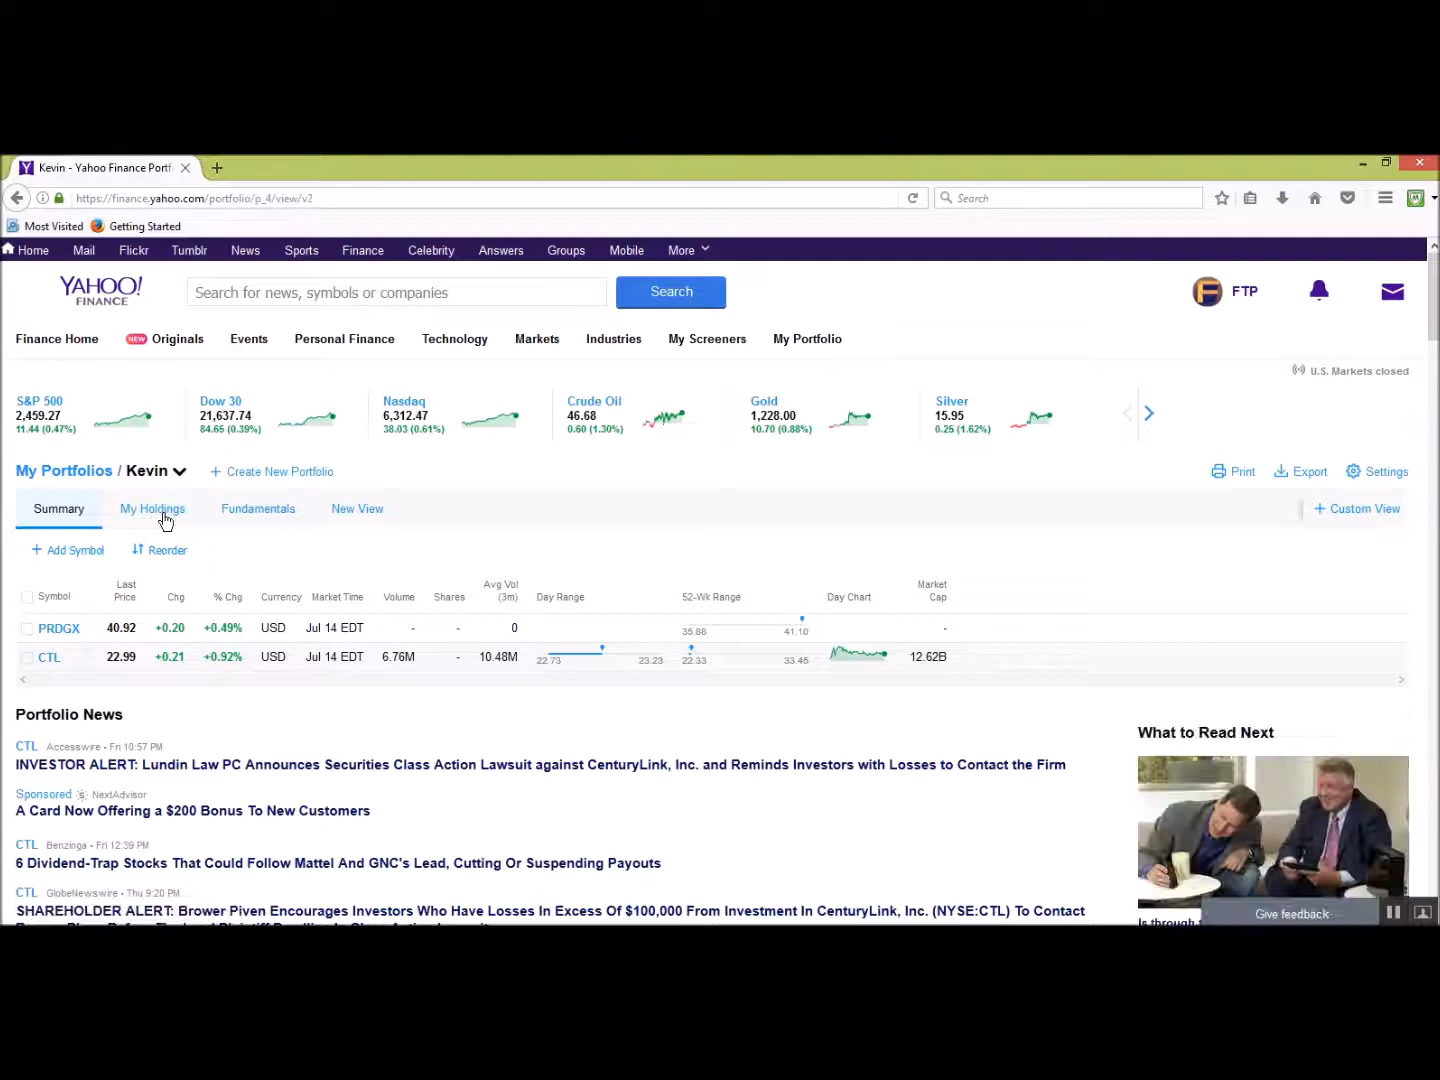 Kevin - Yahoo Finance Portf
https://finance.yahoo.com/portfolio/p_4/view/v2
Search
Most Visited Getting Started
Home Mail Flickr Tumblr News Sports Finance Celebrity Answers Groups Mobile More
YAHOO!
FINANCE
Search for news, symbols or companies
Search
FTP
Finance Home NEW Originals Events Personal Finance Technology Markets Industries My Screeners My Portfolio
U.S. Markets closed
S&P 500 Dow 30 Nasdaq Crude Oil Gold Silver
2,459.27 21,637.74 6,312.47 46.68 1,228.00 15.95
11.44 (0.47%) 84.65 (0.39%) 38.03 (0.61%) 0.60 (1.30%) 10.70 (0.88%) 0.25 (1.62%)
My Portfolios / Kevin + Create New Portfolio Print Export Settings
Summary My Holdings Fundamentals New View + Custom View
+ Add Symbol Reorder
Symbol Last Price Chg % Chg Currency Market Time Volume Shares Avg Vol (3m) Day Range 52-Wk Range Day Chart Market Cap
PRDGX 40.92 +0.20 +0.49% USD Jul 14 EDT - - 0 35.88 41.10 -
CTL 22.99 +0.21 +0.92% USD Jul 14 EDT 6.76M - 10.48M 22.73 23.23 22.33 33.45 12.62B
Portfolio News
CTL Accesswire • Fri 10:57 PM
INVESTOR ALERT: Lundin Law PC Announces Securities Class Action Lawsuit against CenturyLink, Inc. and Reminds Investors with Losses to Contact the Firm
Sponsored NextAdvisor
A Card Now Offering a $200 Bonus To New Customers
CTL Benzinga • Fri 12:39 PM
6 Dividend-Trap Stocks That Could Follow Mattel And GNC's Lead, Cutting Or Suspending Payouts
CTL GlobeNewswire • Thu 9:20 PM
SHAREHOLDER ALERT: Brower Piven Encourages Investors Who Have Losses In Excess Of $100,000 From Investment In CenturyLink, Inc. (NYSE:CTL) To Contact
What to Read Next
Is through
Give feedback